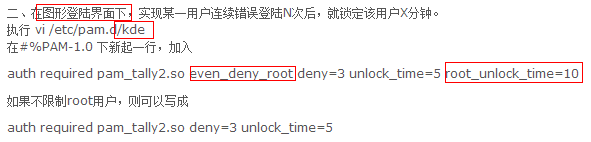 二、在图形登陆界面下，实现某一用户连续错误登陆N次后，就锁定该用户X分钟。
执行 vi /etc/pam.d/kde
在#%PAM-1.0 下新起一行，加入
auth required pam_tally2.so even_deny_root deny=3 unlock_time=5 root_unlock_time=10
如果不限制root用户，则可以写成
auth required pam_tally2.so deny=3 unlock_time=5